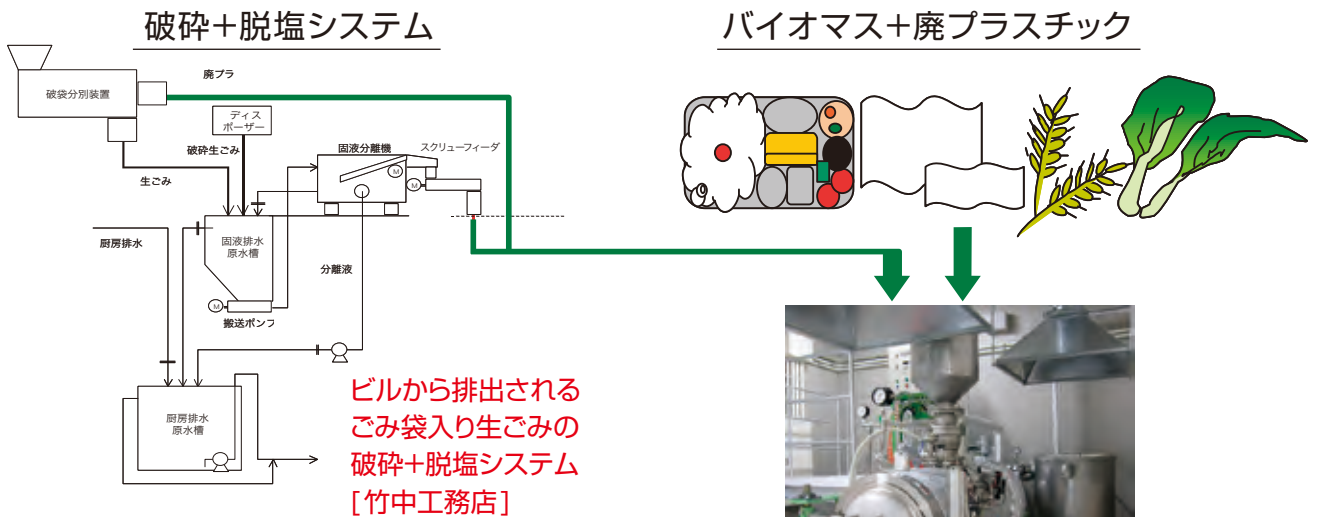 破砕+脱塩システム
バイオマス+廃プラスチック
廃プラ
破袋分別装置
ディス
ポーザー
破砕生ごみ
生ごみ
固液分離機
スクリューフィーダ
M
M
厨房排水
固液排水
原水槽
分離液
M
搬送ポンプ
厨房排水
原水槽
ビルから排出される
ごみ袋入り生ごみの
破砕+脱塩システム
[竹中工務店]